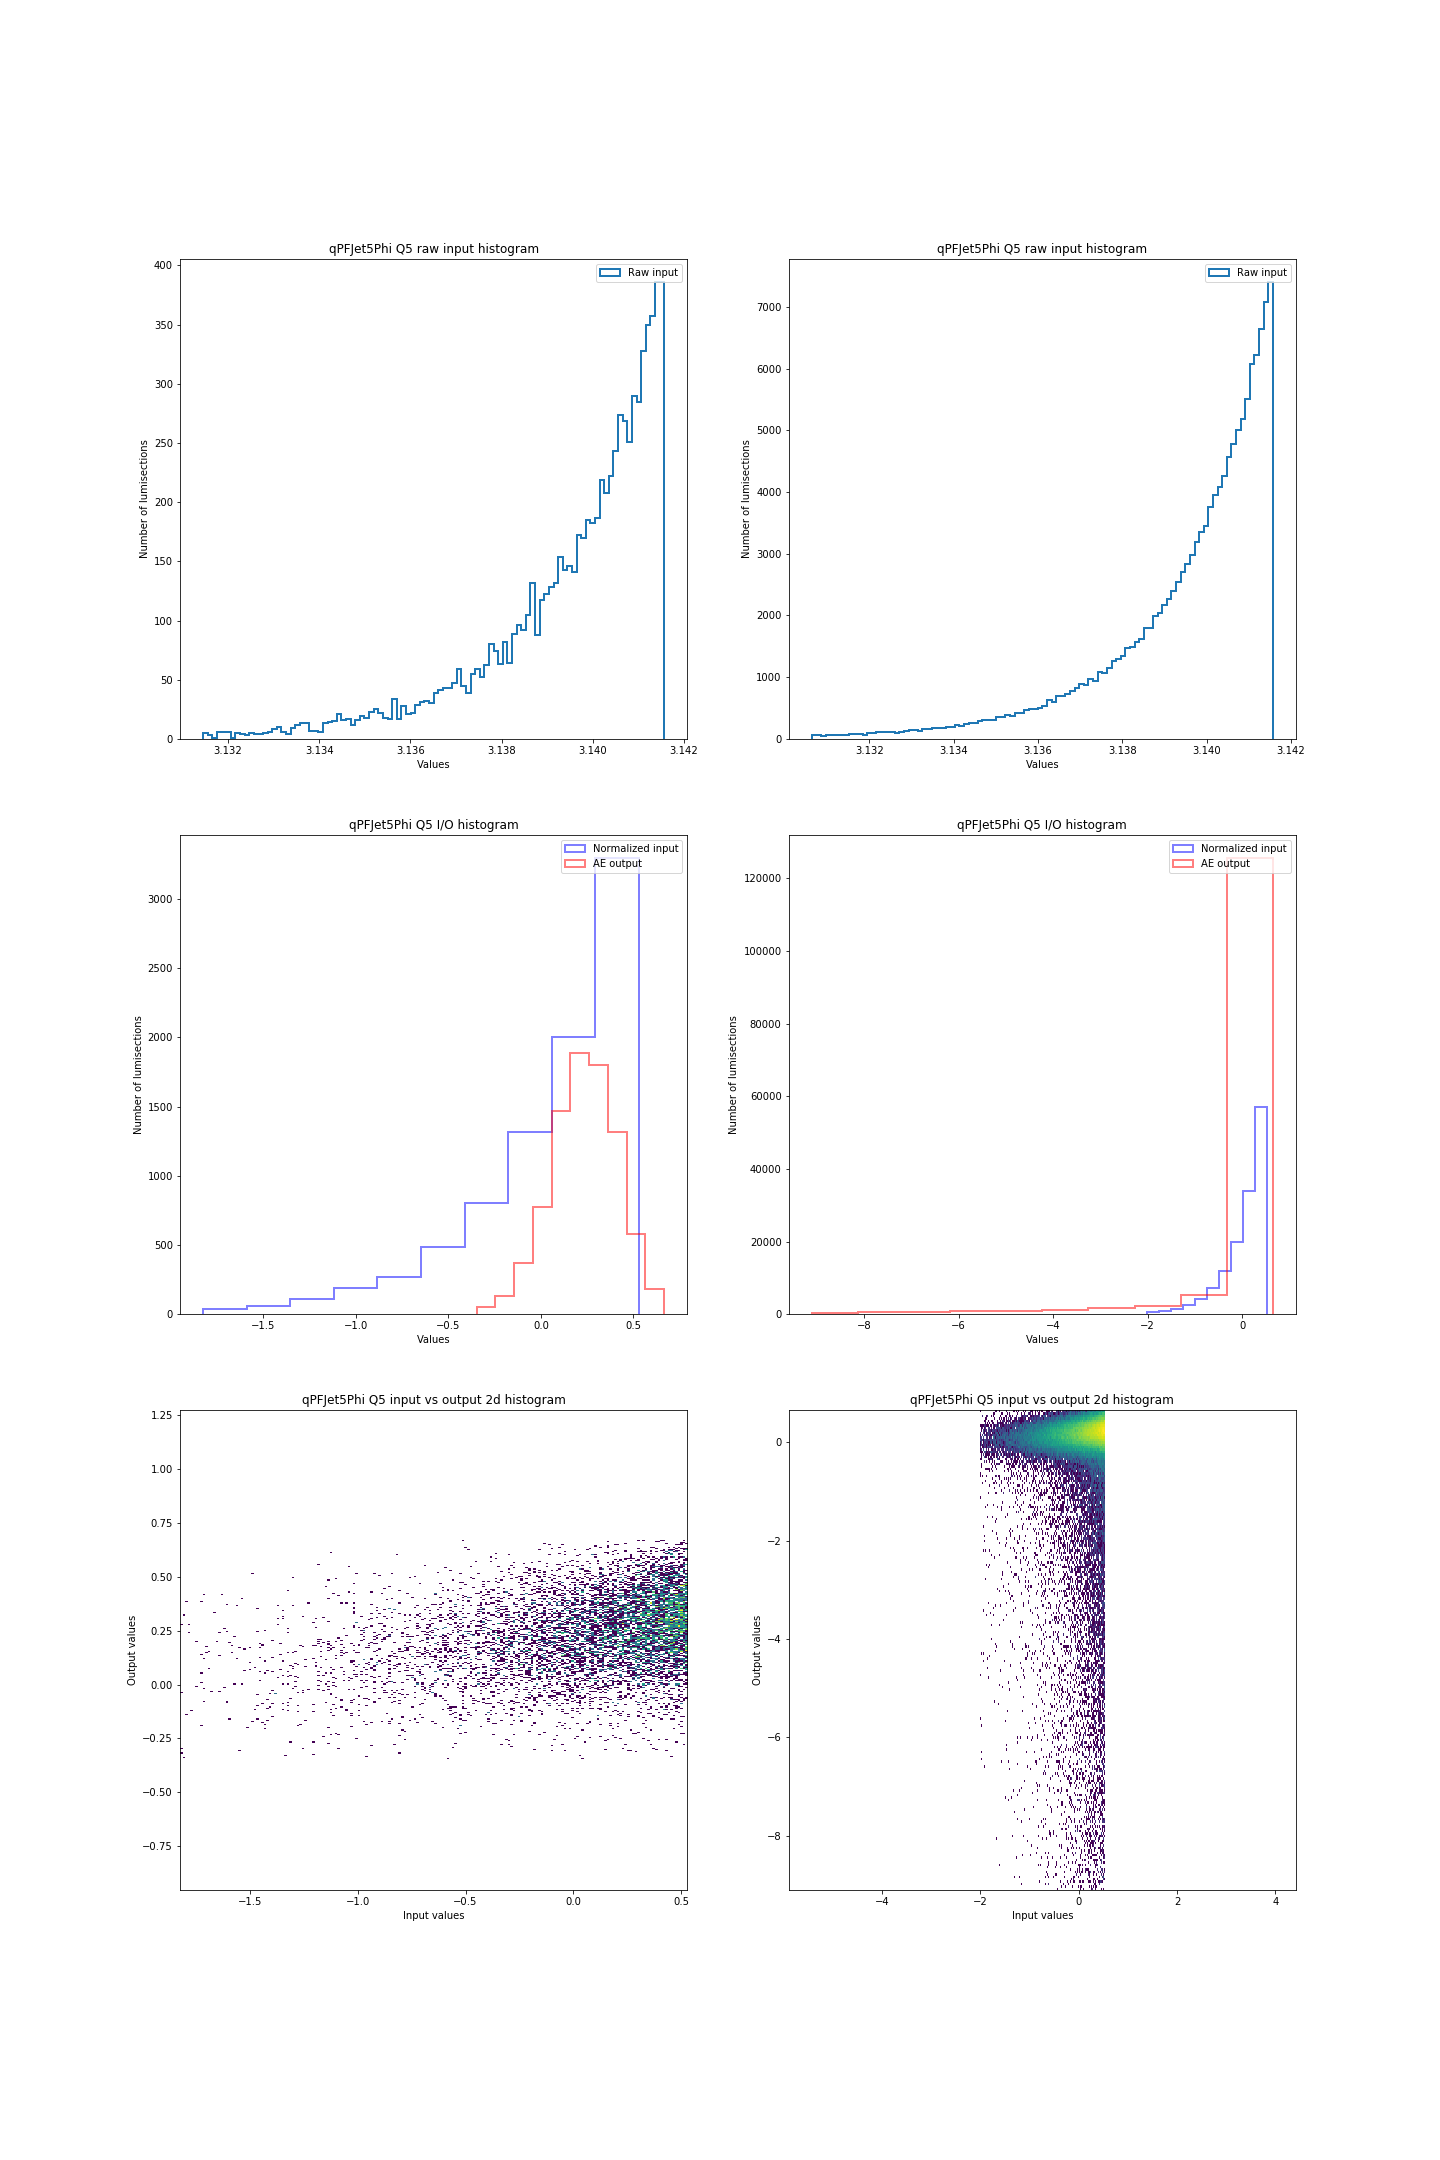 qPFJet5Phi Q5 raw input histogram
Raw input
400
350
300
250
200
150
100
50
0
Number of lumisections
3.132 3.134 3.136 3.138 3.140 3.142
Values
qPFJet5Phi Q5 raw input histogram
Raw input
7000
6000
5000
4000
3000
2000
1000
0
Number of lumisections
3.132 3.134 3.136 3.138 3.140 3.142
Values
qPFJet5Phi Q5 I/O histogram
Normalized input
AE output
3000
2500
2000
1500
1000
500
0
Number of lumisections
−1.5 −1.0 −0.5 0.0 0.5
Values
qPFJet5Phi Q5 I/O histogram
Normalized input
AE output
120000
100000
80000
60000
40000
20000
0
Number of lumisections
−8 −6 −4 −2 0
Values
qPFJet5Phi Q5 input vs output 2d histogram
1.25
1.00
0.75
0.50
0.25
0.00
−0.25
−0.50
−0.75
Output values
−1.5 −1.0 −0.5 0.0 0.5
Input values
qPFJet5Phi Q5 input vs output 2d histogram
0
−2
−4
−6
−8
Output values
−4 −2 0 2 4
Input values